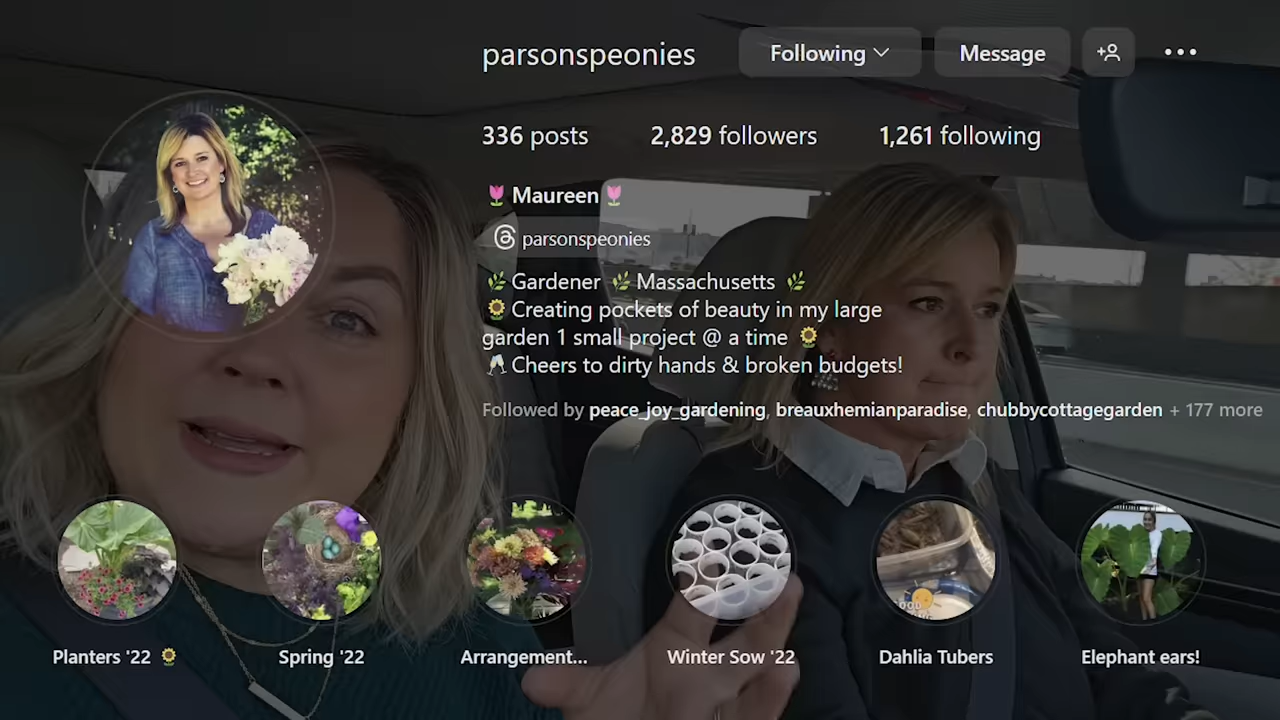 parsonspeonies
Following
Message
336 posts
2,829 followers
1,261 following
🌷Maureen🌷
parsonspeonies
🌿Gardener 🌿Massachusetts 🌿
🌻Creating pockets of beauty in my large
garden 1 small project @ a time 🌻
🥂Cheers to dirty hands & broken budgets!
Followed by peace_joy_gardening, breauxhemianparadise, chubbycottagegarden + 177 more
Planters '22 🌻
Spring '22
Arrangement...
Winter Sow '22
Dahlia Tubers
Elephant ears!